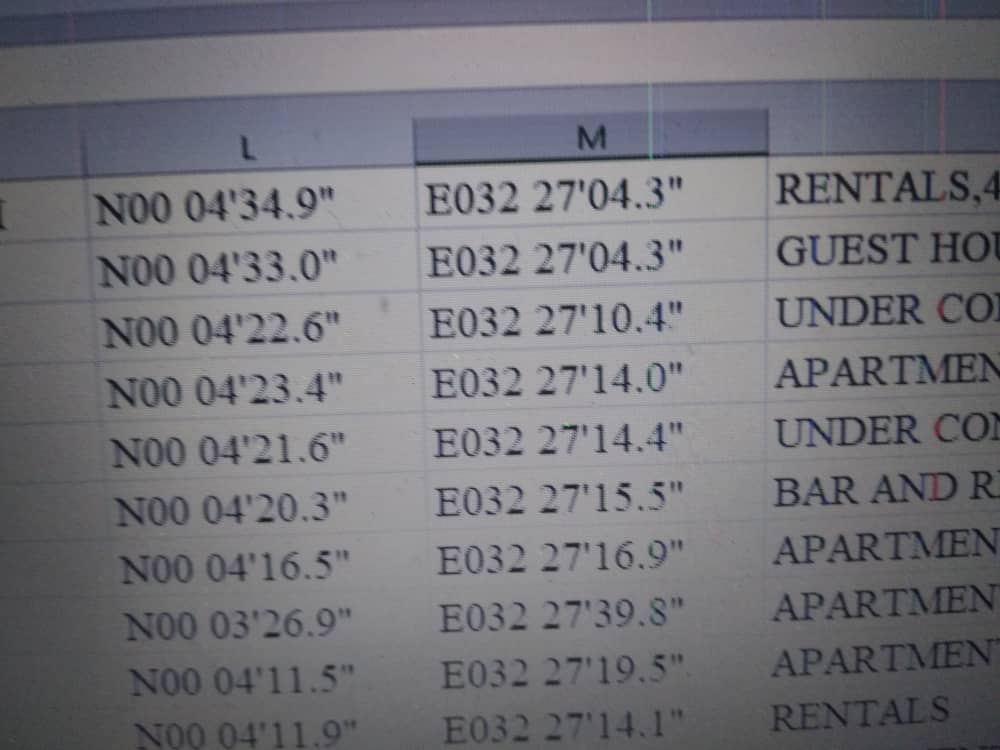 L M
N00 04'34.9" E032 27'04.3" RENTALS,4
N00 04'33.0" E032 27'04.3" GUEST
N00 04'22.6" E032 27'10.4" UNDER
N00 04'23.4" E032 27'14.0" APARTMEN
N00 04'21.6" E032 27'14.4" UNDER
N00 04'20.3" E032 27'15.5" BAR AND
N00 04'16.5" E032 27'16.9" APARTMEN
N00 03'26.9" E032 27'39.8" APARTMEN
N00 04'11.5" E032 27'19.5" APARTMEN
N00 04'11.9" E032 27'14.1" RENTALS